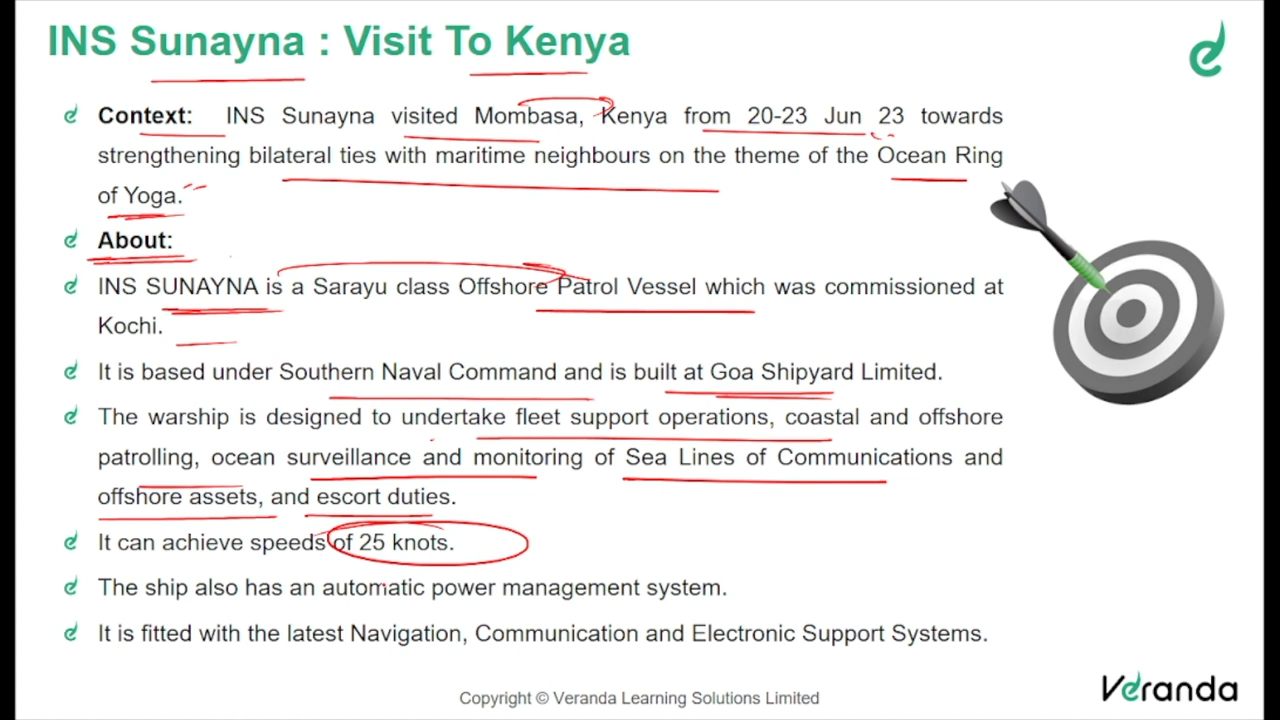 INS Sunayna : Visit To Kenya
Context: INS Sunayna visited Mombasa, Kenya from 20-23 Jun 23 towards
strengthening bilateral ties with maritime neighbours on the theme of the Ocean Ring
of Yoga.”
About:
INS SUNAYNA is a Sarayu class Offshore Patrol Vessel which was commissioned at
Kochi.
It is based under Southern Naval Command and is built at Goa Shipyard Limited.
The warship is designed to undertake fleet support operations, coastal and offshore
patrolling, ocean surveillance and monitoring of Sea Lines of Communications and
offshore assets, and escort duties.
It can achieve speeds of 25 knots.
The ship also has an automatic power management system.
It is fitted with the latest Navigation, Communication and Electronic Support Systems.
Copyright © Veranda Learning Solutions Limited
Veranda